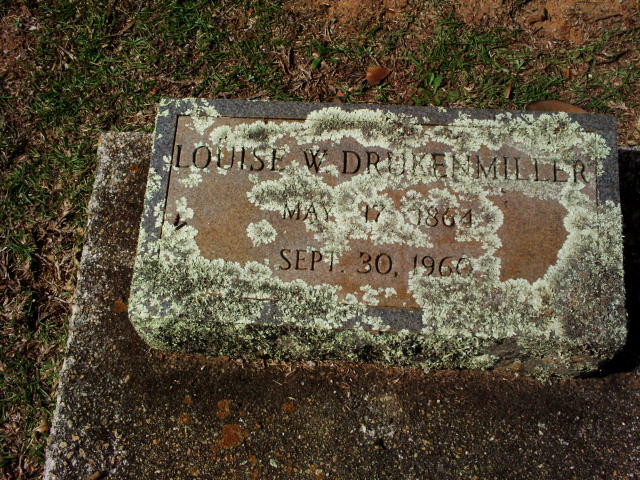 LOUISE W. DRUKENMILLER
MAY 17, 1864
SEPT. 30, 1960